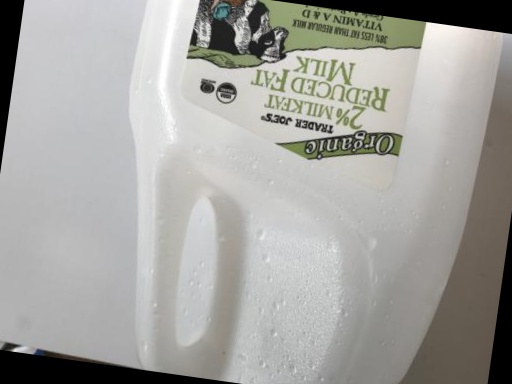 Organic
TRADER JOE'S®
2% MILKFAT
REDUCED FAT
MILK
38% LESS FAT THAN REGULAR MILK
VITAMIN A & D